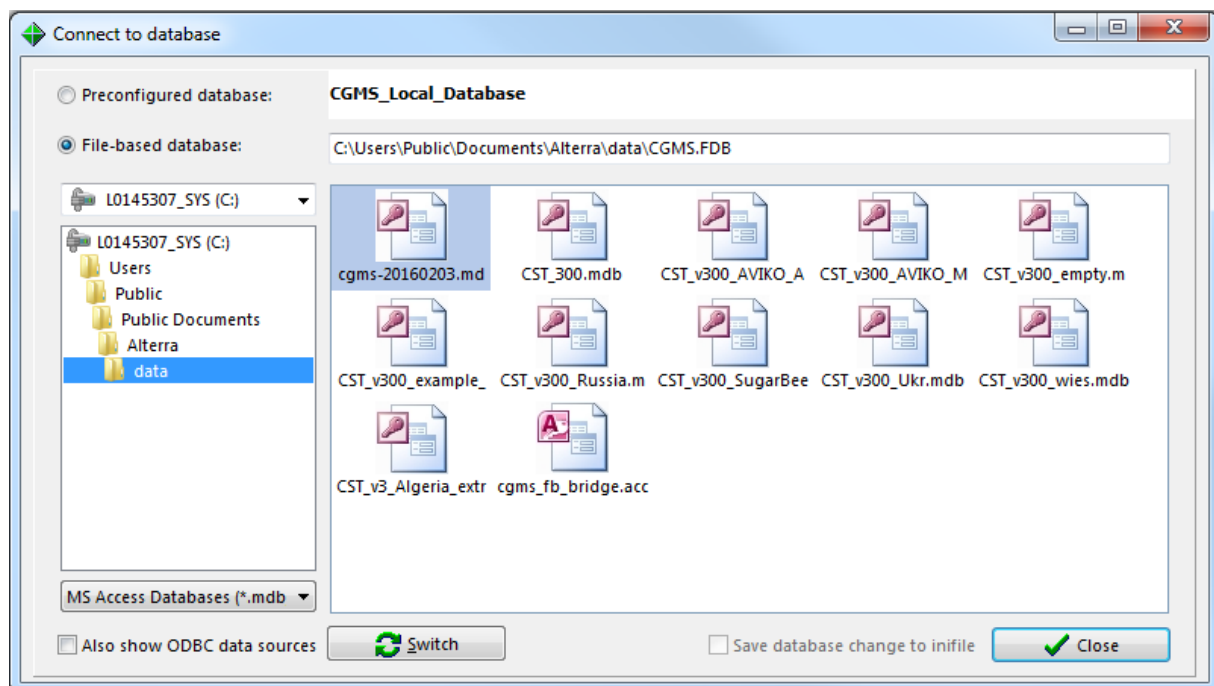 Connect to database
Preconfigured database: CGMS_Local_Database
File-based database: C:\Users\Public\Documents\Alterra\data\CGMS.FDB
L0145307_SYS (C:)
L0145307_SYS (C:)
Users
Public
Public Documents
Alterra
data
cgms-20160203.md CST_300.mdb CST_v300_AVIKO_A CST_v300_AVIKO_M CST_v300_empty.m
CST_v300_example_ CST_v300_Russia.m CST_v300_SugarBee CST_v300_Ukr.mdb CST_v300_wies.mdb
CST_v3_Algeria_extr cgms_fb_bridge.acc
MS Access Databases (*.mdb
Also show ODBC data sources Switch Save database change to inifile Close